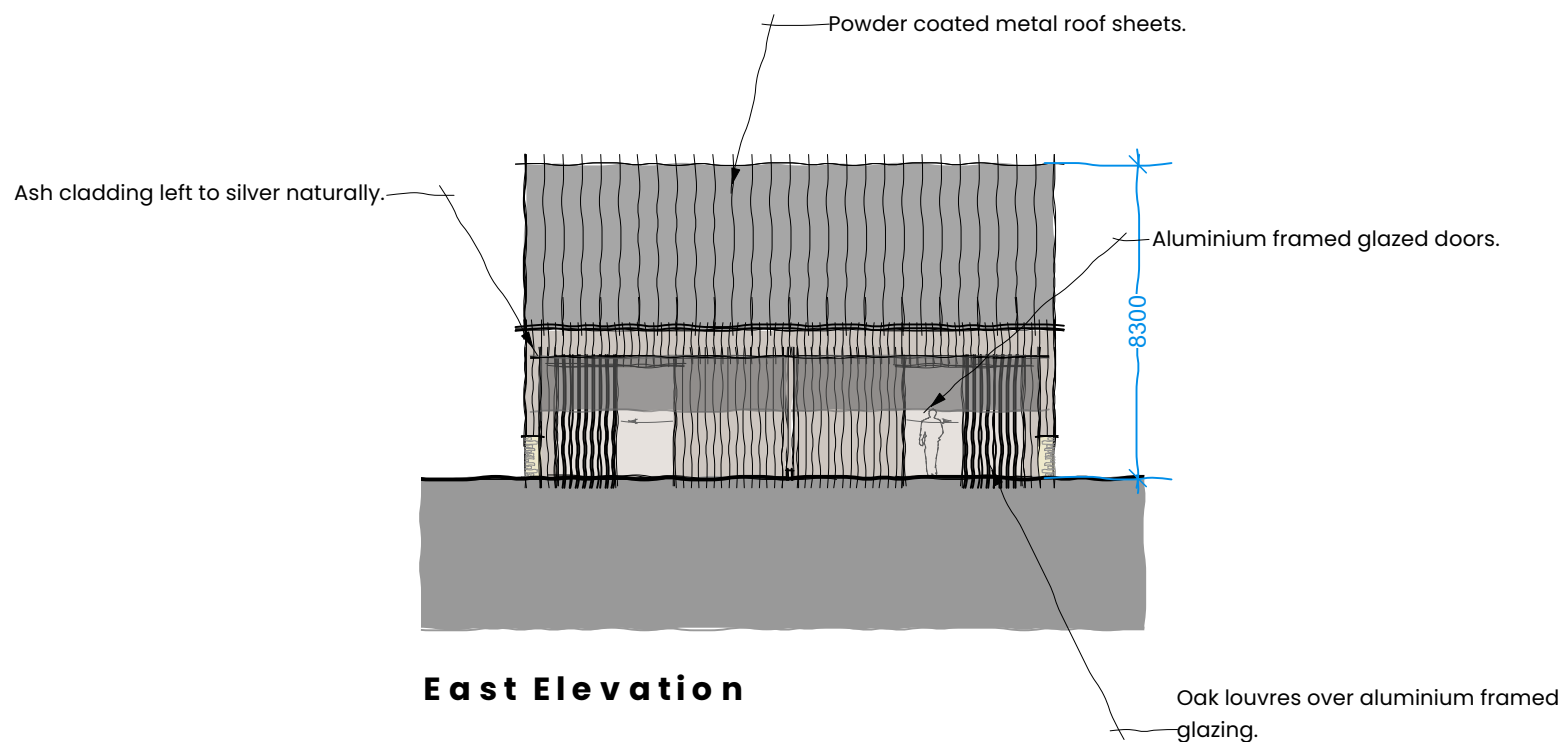 Powder coated metal roof sheets.
Ash cladding left to silver naturally.
Aluminium framed glazed doors.
8300
East Elevation
Oak louvres over aluminium framed
glazing.